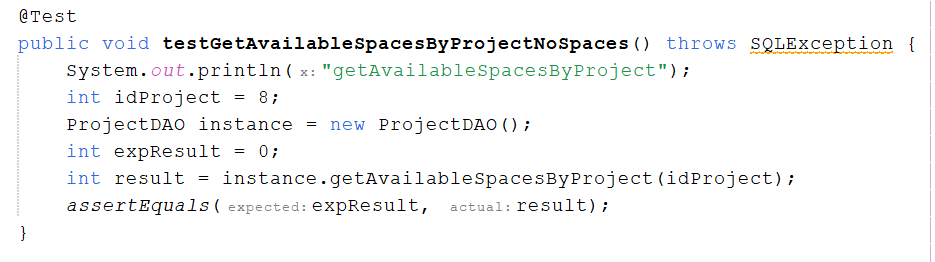 @Test
public void testGetAvailableSpacesByProjectNoSpaces() throws SQLException {
System.out.println( x: "getAvailableSpacesByProject");
int idProject = 8;
ProjectDAO instance = new ProjectDAO();
int expResult = 0;
int result = instance.getAvailableSpacesByProject(idProject);
assertEquals( expected: expResult, actual: result);
}